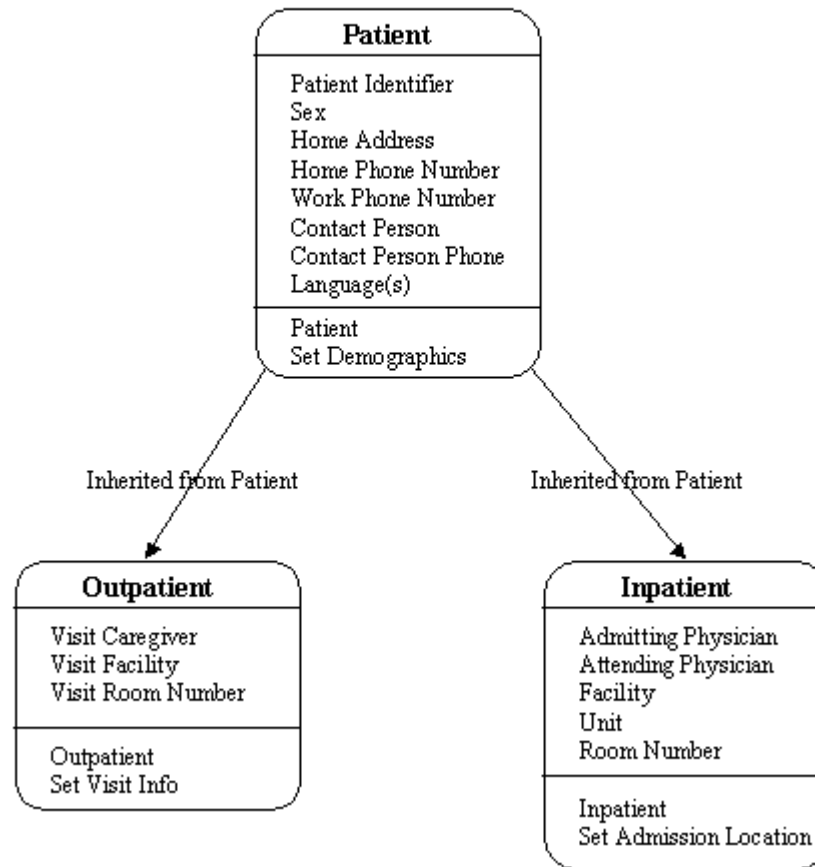 Patient
Patient Identifier
Sex
Home Address
Home Phone Number
Work Phone Number
Contact Person
Contact Person Phone
Language(s)
Patient
Set Demographics
Inherited from Patient
Inherited from Patient
Outpatient
Visit Caregiver
Visit Facility
Visit Room Number
Outpatient
Set Visit Info
Inpatient
Admitting Physician
Attending Physician
Facility
Unit
Room Number
Inpatient
Set Admission Location